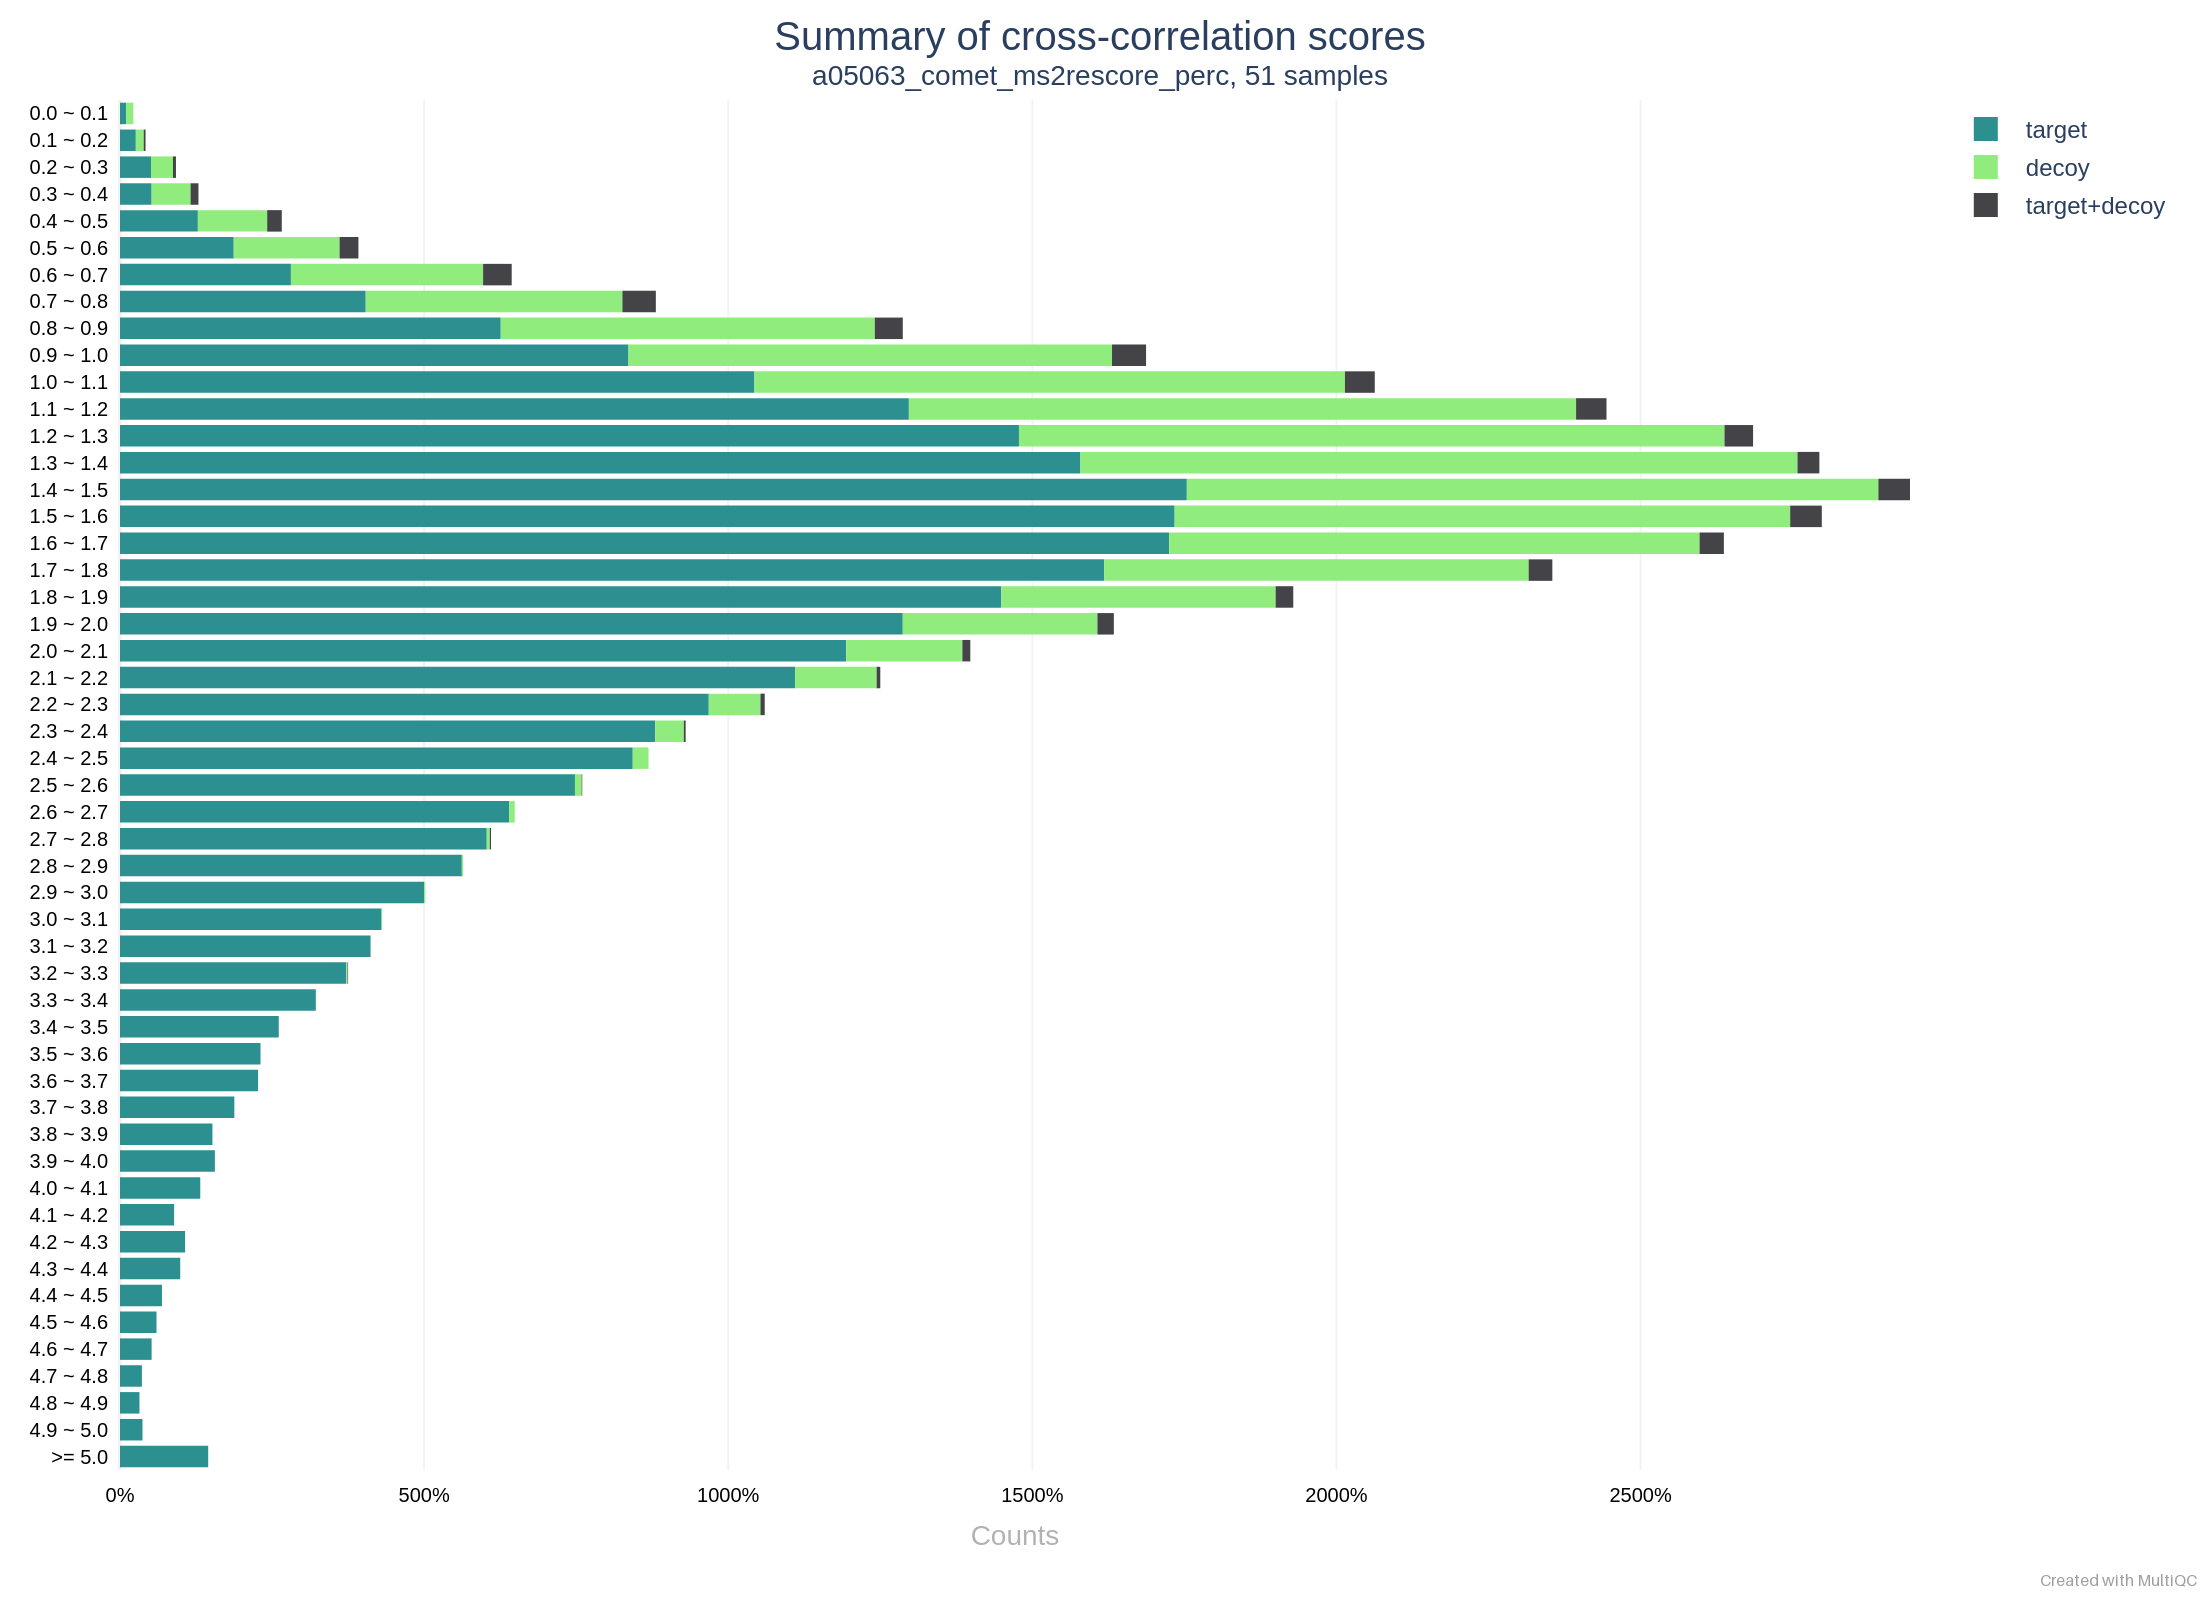 Summary of cross-correlation scores
a05063_comet_ms2rescore_perc, 51 samples
target
decoy
target+decoy
0.0 ~ 0.1
0.1 ~ 0.2
0.2 ~ 0.3
0.3 ~ 0.4
0.4 ~ 0.5
0.5 ~ 0.6
0.6 ~ 0.7
0.7 ~ 0.8
0.8 ~ 0.9
0.9 ~ 1.0
1.0 ~ 1.1
1.1 ~ 1.2
1.2 ~ 1.3
1.3 ~ 1.4
1.4 ~ 1.5
1.5 ~ 1.6
1.6 ~ 1.7
1.7 ~ 1.8
1.8 ~ 1.9
1.9 ~ 2.0
2.0 ~ 2.1
2.1 ~ 2.2
2.2 ~ 2.3
2.3 ~ 2.4
2.4 ~ 2.5
2.5 ~ 2.6
2.6 ~ 2.7
2.7 ~ 2.8
2.8 ~ 2.9
2.9 ~ 3.0
3.0 ~ 3.1
3.1 ~ 3.2
3.2 ~ 3.3
3.3 ~ 3.4
3.4 ~ 3.5
3.5 ~ 3.6
3.6 ~ 3.7
3.7 ~ 3.8
3.8 ~ 3.9
3.9 ~ 4.0
4.0 ~ 4.1
4.1 ~ 4.2
4.2 ~ 4.3
4.3 ~ 4.4
4.4 ~ 4.5
4.5 ~ 4.6
4.6 ~ 4.7
4.7 ~ 4.8
4.8 ~ 4.9
4.9 ~ 5.0
>= 5.0
0% 500% 1000% 1500% 2000% 2500%
Counts
Created with MultiQC